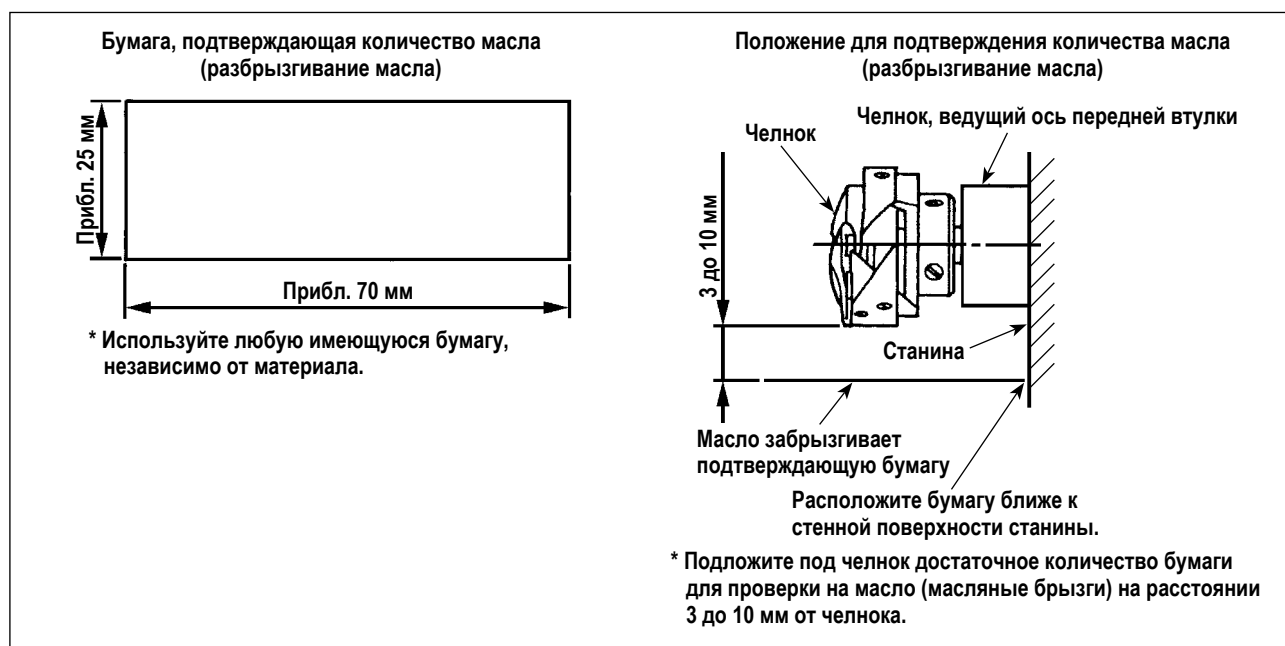 Бумага, подтверждающая количество масла
(разбрызгивание масла)
Прибл. 25 мм
Прибл. 70 мм
* Используйте любую имеющуюся бумагу,
независимо от материала.
Положение для подтверждения количества масла
(разбрызгивание масла)
Челнок, ведущий ось передней втулки
Челнок
3 до 10 мм
Станина
Масло забрызгивает
подтверждающую бумагу
Расположите бумагу ближе к
стенной поверхности станины.
* Подложите под челнок достаточное количество бумаги
для проверки на масло (масляные брызги) на расстоянии
3 до 10 мм от челнока.